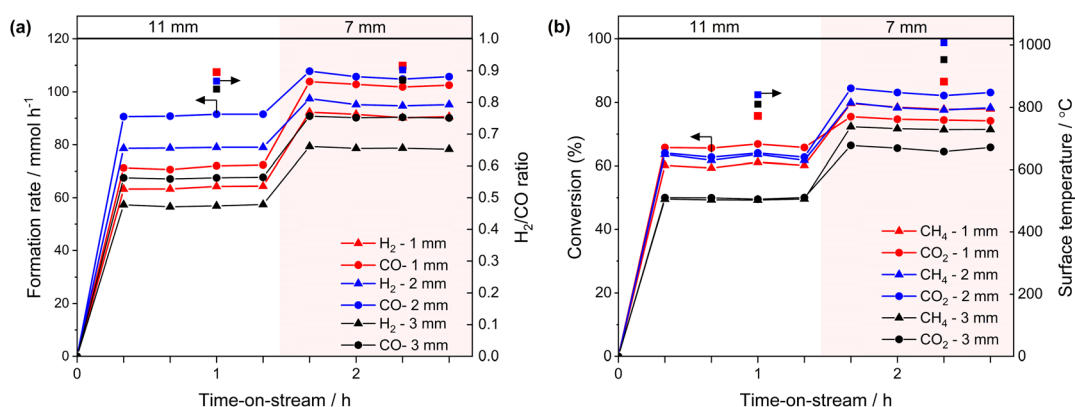 (a)
11 mm
7 mm
120
100
80
60
40
20
0
Formation rate / mmol h⁻¹
1.0
0.9
0.8
0.7
0.6
0.5
0.4
0.3
0.2
0.1
0.0
H₂/CO ratio
H₂ - 1 mm
CO- 1 mm
H₂ - 2 mm
CO- 2 mm
H₂ - 3 mm
CO- 3 mm
0
1
2
Time-on-stream / h
(b)
11 mm
7 mm
100
80
60
40
20
0
Conversion (%)
1000
800
600
400
200
0
Surface temperature / °C
CH₄ - 1 mm
CO₂ - 1 mm
CH₄ - 2 mm
CO₂ - 2 mm
CH₄ - 3 mm
CO₂ - 3 mm
0
1
2
Time-on-stream / h